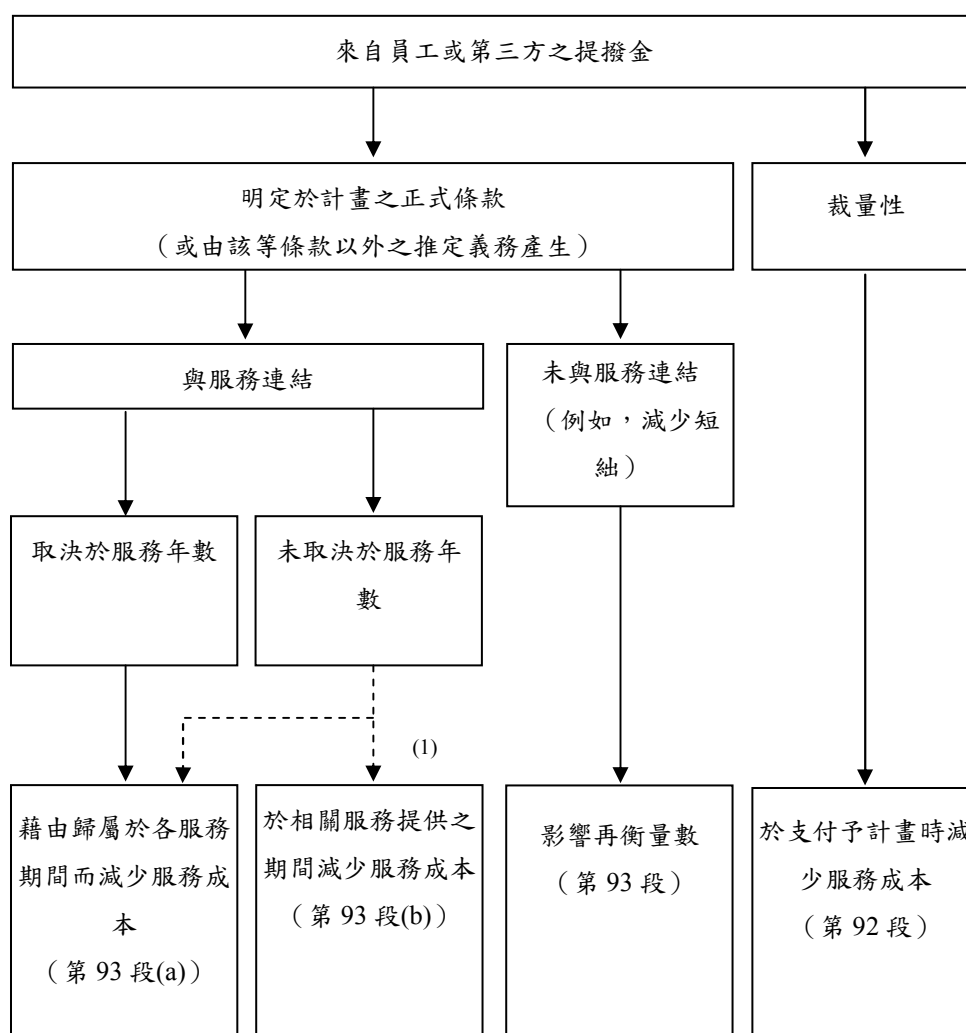 來自員工或第三方之提撥金
明定於計畫之正式條款
（或由該等條款以外之推定義務產生）
裁量性
與服務連結
未與服務連結
（例如，減少短
絀）
取決於服務年數
未取決於服務年
數
(1)
藉由歸屬於各服務
期間而減少服務成
本
（第 93 段(a)）
於相關服務提供之
期間減少服務成本
（第 93 段(b)）
影響再衡量數
（第 93 段）
於支付予計畫時減
少服務成本
（第 92 段）